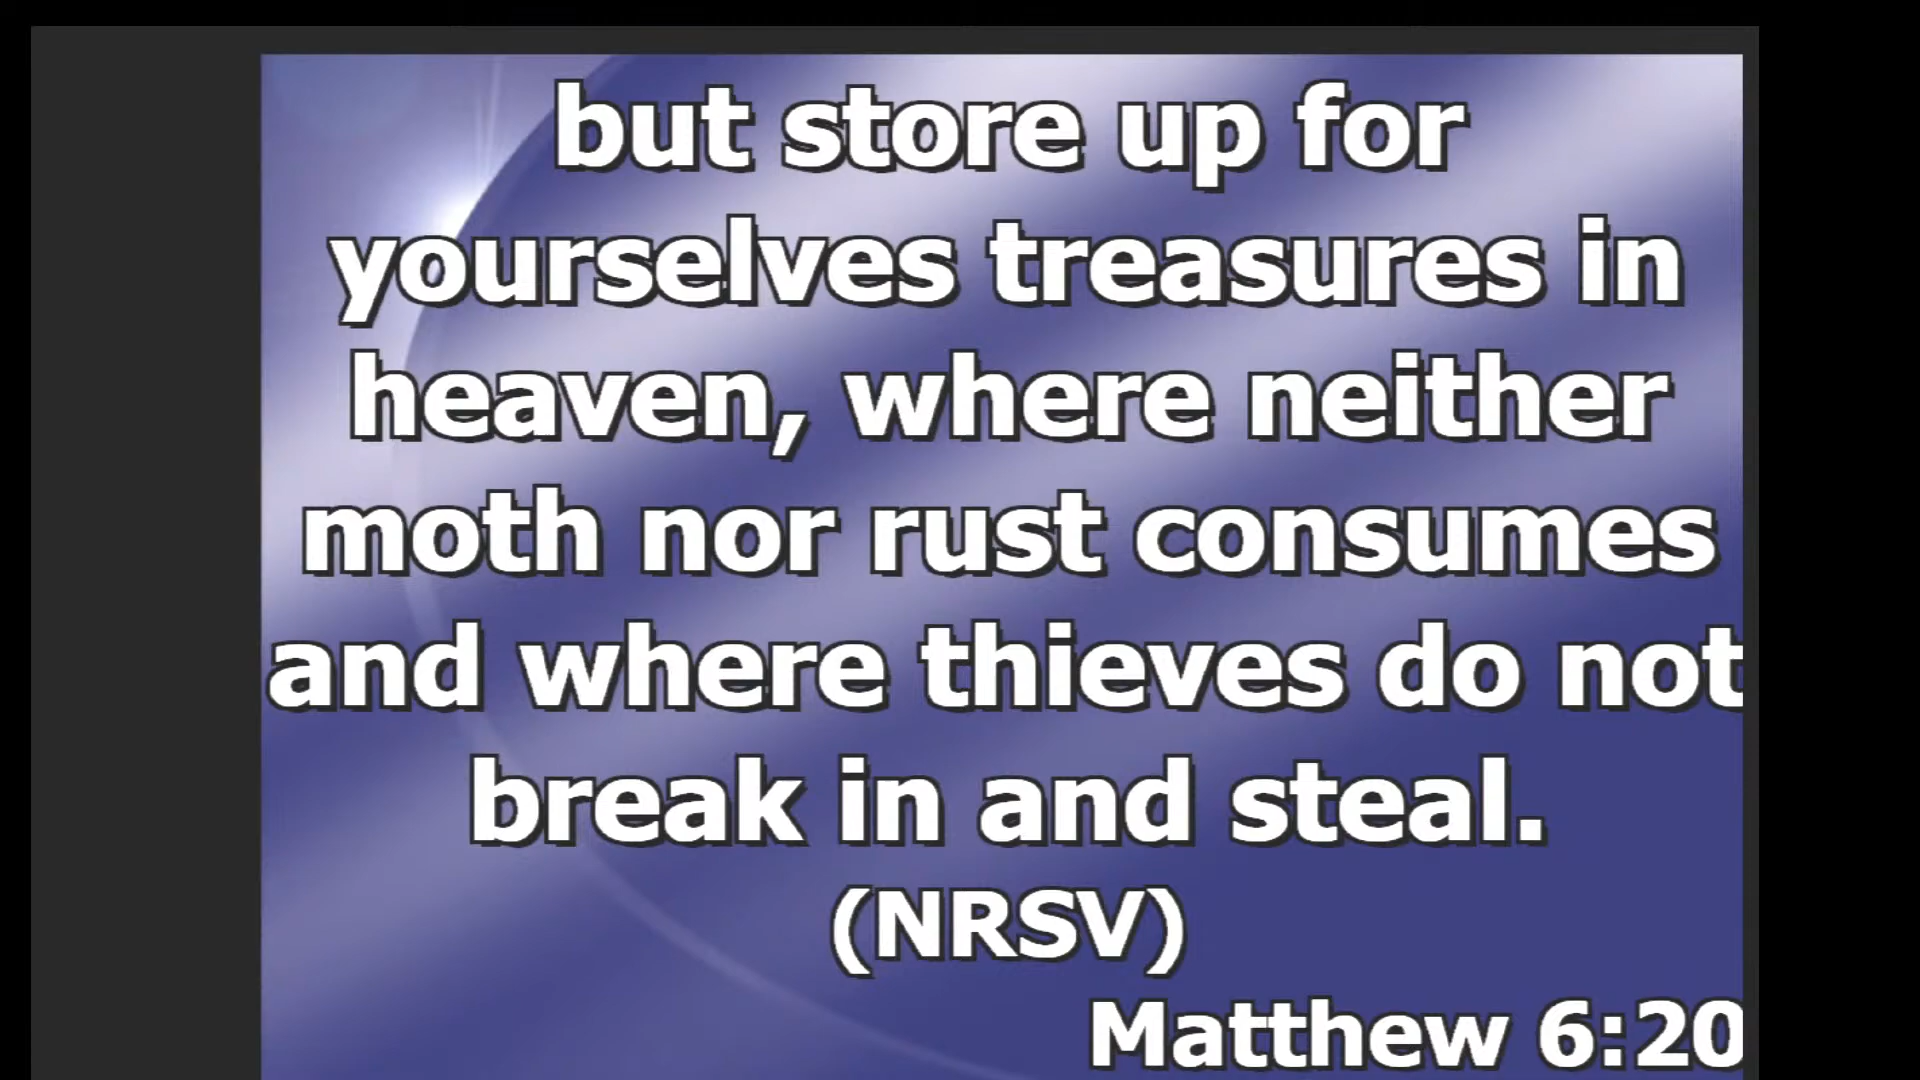 but store up for
yourselves treasures in
heaven, where neither
moth nor rust consumes
and where thieves do not
break in and steal.
(NRSV)
Matthew 6:20